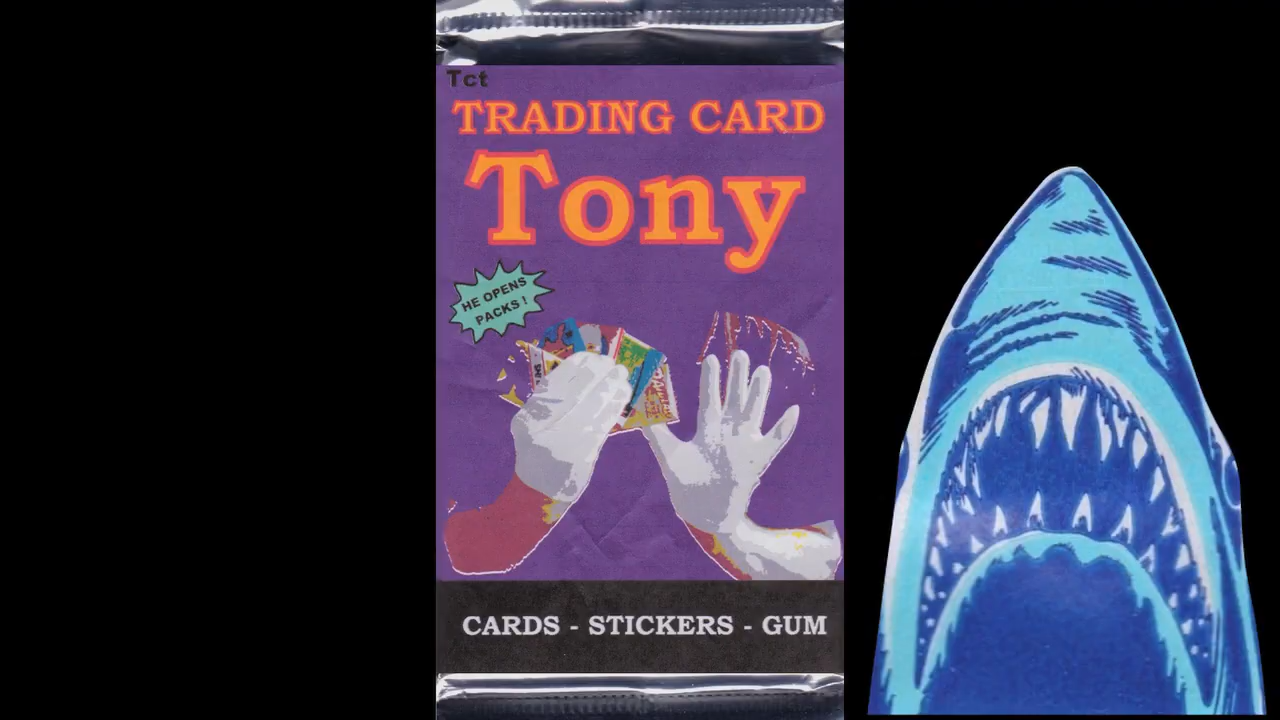 Tct
TRADING CARD
Tony
HE OPENS
PACKS!
CARDS - STICKERS - GUM